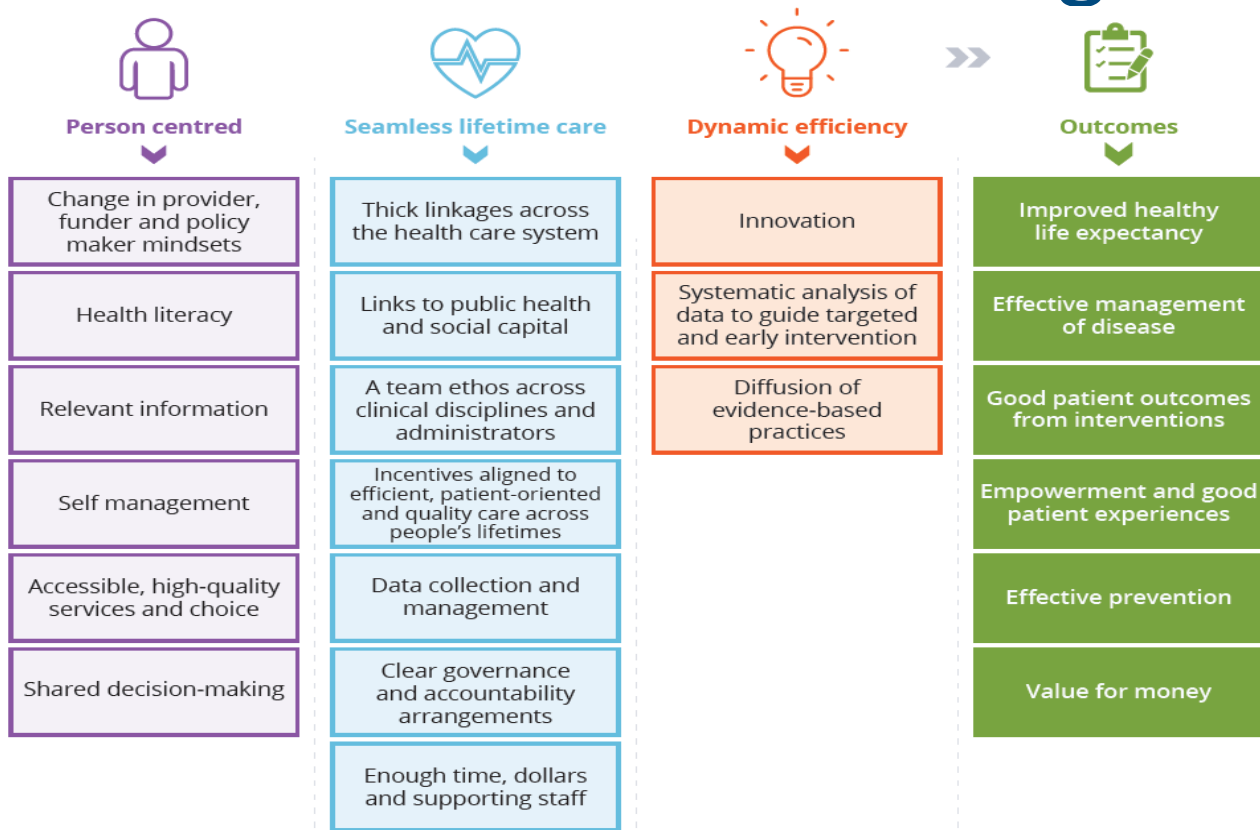 Person centred
Change in provider,
funder and policy
maker mindsets
Health literacy
Relevant information
Self management
Accessible, high-quality
services and choice
Shared decision-making
Seamless lifetime care
Thick linkages across
the health care system
Links to public health
and social capital
A team ethos across
clinical disciplines and
administrators
Incentives aligned to
efficient, patient-oriented
and quality care across
people’s lifetimes
Data collection and
management
Clear governance
and accountability
arrangements
Enough time, dollars
and supporting staff
Dynamic efficiency
Innovation
Systematic analysis of
data to guide targeted
and early intervention
Diffusion of
evidence-based
practices
Outcomes
Improved healthy
life expectancy
Effective management
of disease
Good patient outcomes
from interventions
Empowerment and good
patient experiences
Effective prevention
Value for money